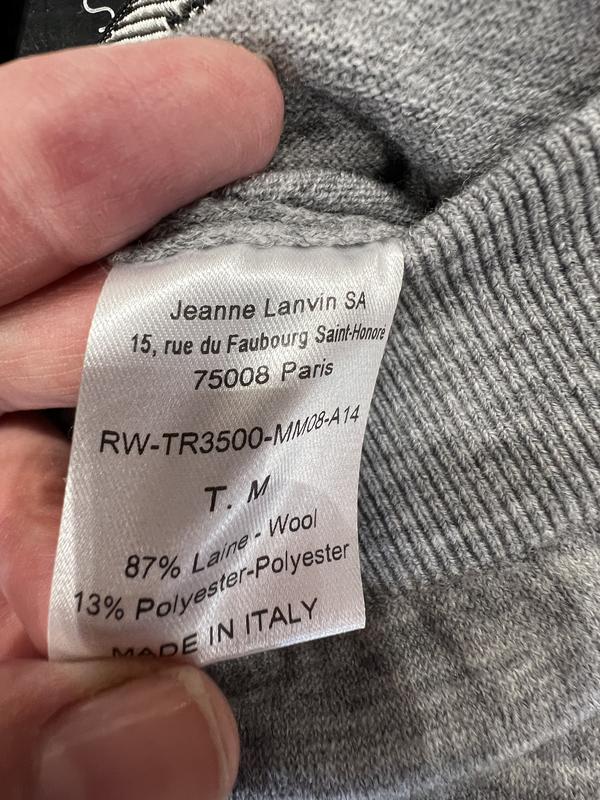 Jeanne Lanvin SA
15, rue du Faubourg Saint-Honoré
75008 Paris
RW-TR3500-MM08-A14
T. M
87% Laine - Wool
13% Polyester-Polyester
MADE IN ITALY